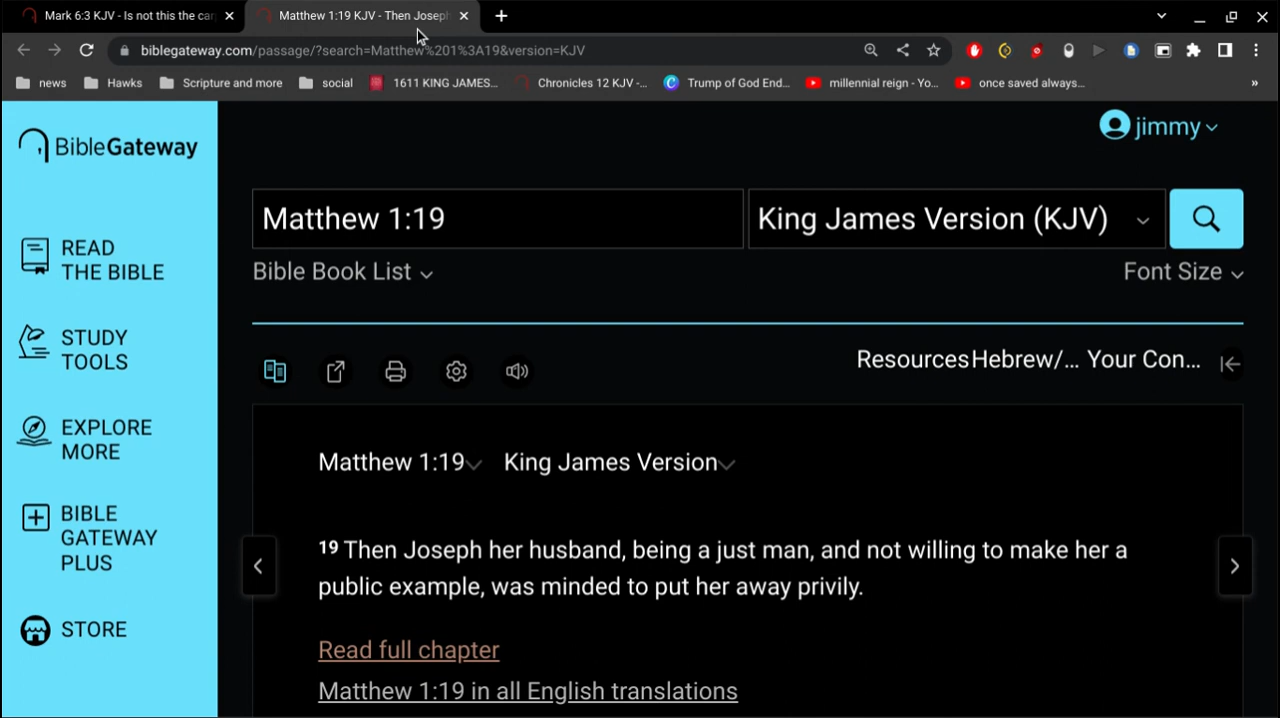 Mark 6:3 KJV - Is not this the car
Matthew 1:19 KJV - Then Joseph
biblegateway.com/passage/?search=Matthew%201%3A19&version=KJV
news Hawks Scripture and more social 1611 KING JAMES... Chronicles 12 KJV -... Trump of God End... millennial reign - Yo... once saved always... »
BibleGateway
jimmy
Matthew 1:19 King James Version (KJV)
Bible Book List Font Size
READ
THE BIBLE
STUDY
TOOLS
EXPLORE
MORE
BIBLE
GATEWAY
PLUS
STORE
Resources Hebrew/... Your Con...
Matthew 1:19 King James Version
19 Then Joseph her husband, being a just man, and not willing to make her a
public example, was minded to put her away privily.
Read full chapter
Matthew 1:19 in all English translations